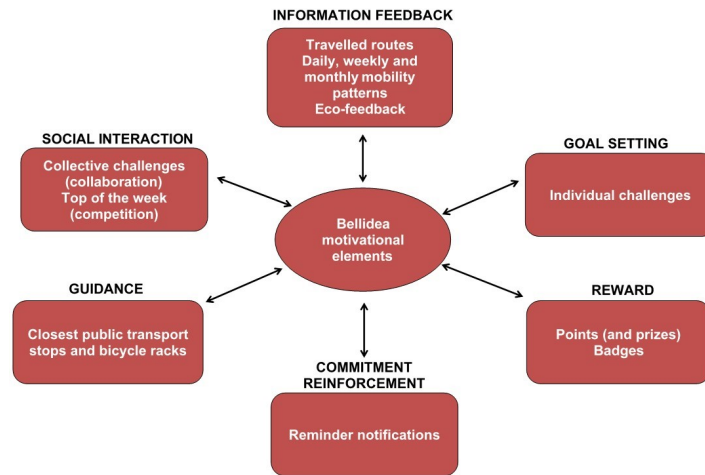 INFORMATION FEEDBACK
Travelled routes
Daily, weekly and
monthly mobility
patterns
Eco-feedback
SOCIAL INTERACTION
Collective challenges
(collaboration)
Top of the week
(competition)
GOAL SETTING
Individual challenges
Bellidea
motivational
elements
GUIDANCE
Closest public transport
stops and bicycle racks
REWARD
Points (and prizes)
Badges
COMMITMENT
REINFORCEMENT
Reminder notifications